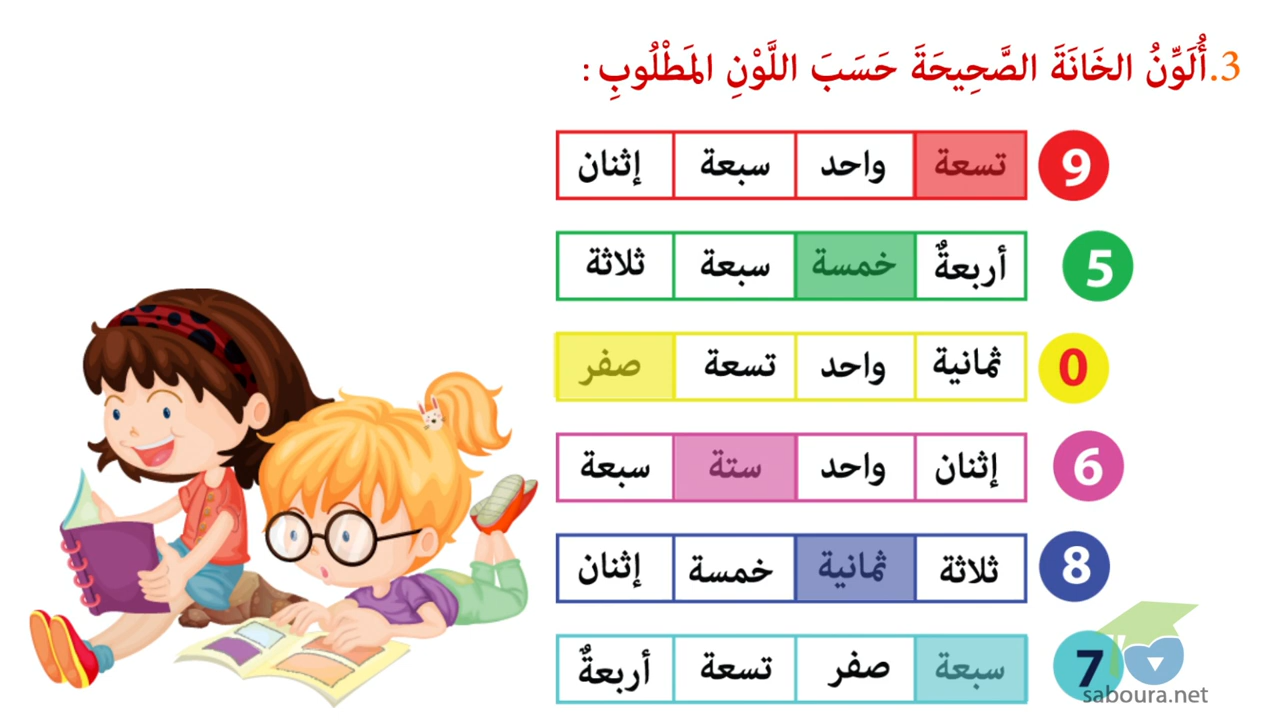 3. أُلَوِّنُ الخَانَةَ الصَّحِيحَةَ حَسَبَ اللَّوْنِ المَطْلُوبِ :
9 تسعة واحد سبعة إثنان
5 أربعةٌ خمسة سبعة ثلاثة
0 ثمانية واحد تسعة صفر
6 إثنان واحد ستة سبعة
8 ثلاثة ثمانية خمسة إثنان
7 سبعة صفر تسعة أربعةٌ
saboura.net